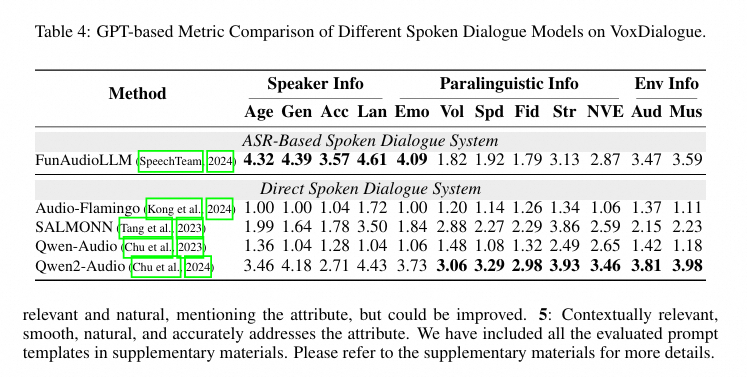 Table 4: GPT-based Metric Comparison of Different Spoken Dialogue Models on VoxDialogue.
Method Speaker Info Paralinguistic Info Env Info
Age Gen Acc Lan Emo Vol Spd Fid Str NVE Aud Mus
ASR-Based Spoken Dialogue System
FunAudioLLM (SpeechTeam, 2024) 4.32 4.39 3.57 4.61 4.09 1.82 1.92 1.79 3.13 2.87 3.47 3.59
Direct Spoken Dialogue System
Audio-Flamingo (Kong et al., 2024) 1.00 1.00 1.04 1.72 1.00 1.20 1.14 1.26 1.34 1.06 1.37 1.11
SALMONN (Tang et al., 2023) 1.99 1.64 1.78 3.50 1.84 2.88 2.27 2.29 3.86 2.59 2.15 2.23
Qwen-Audio (Chu et al., 2023) 1.36 1.04 1.28 1.04 1.06 1.48 1.08 1.32 2.49 2.65 1.42 1.18
Qwen2-Audio (Chu et al., 2024) 3.46 4.18 2.71 4.43 3.73 3.06 3.29 2.98 3.93 3.46 3.81 3.98
relevant and natural, mentioning the attribute, but could be improved. 5: Contextually relevant,
smooth, natural, and accurately addresses the attribute. We have included all the evaluated prompt
templates in supplementary materials. Please refer to the supplementary materials for more details.